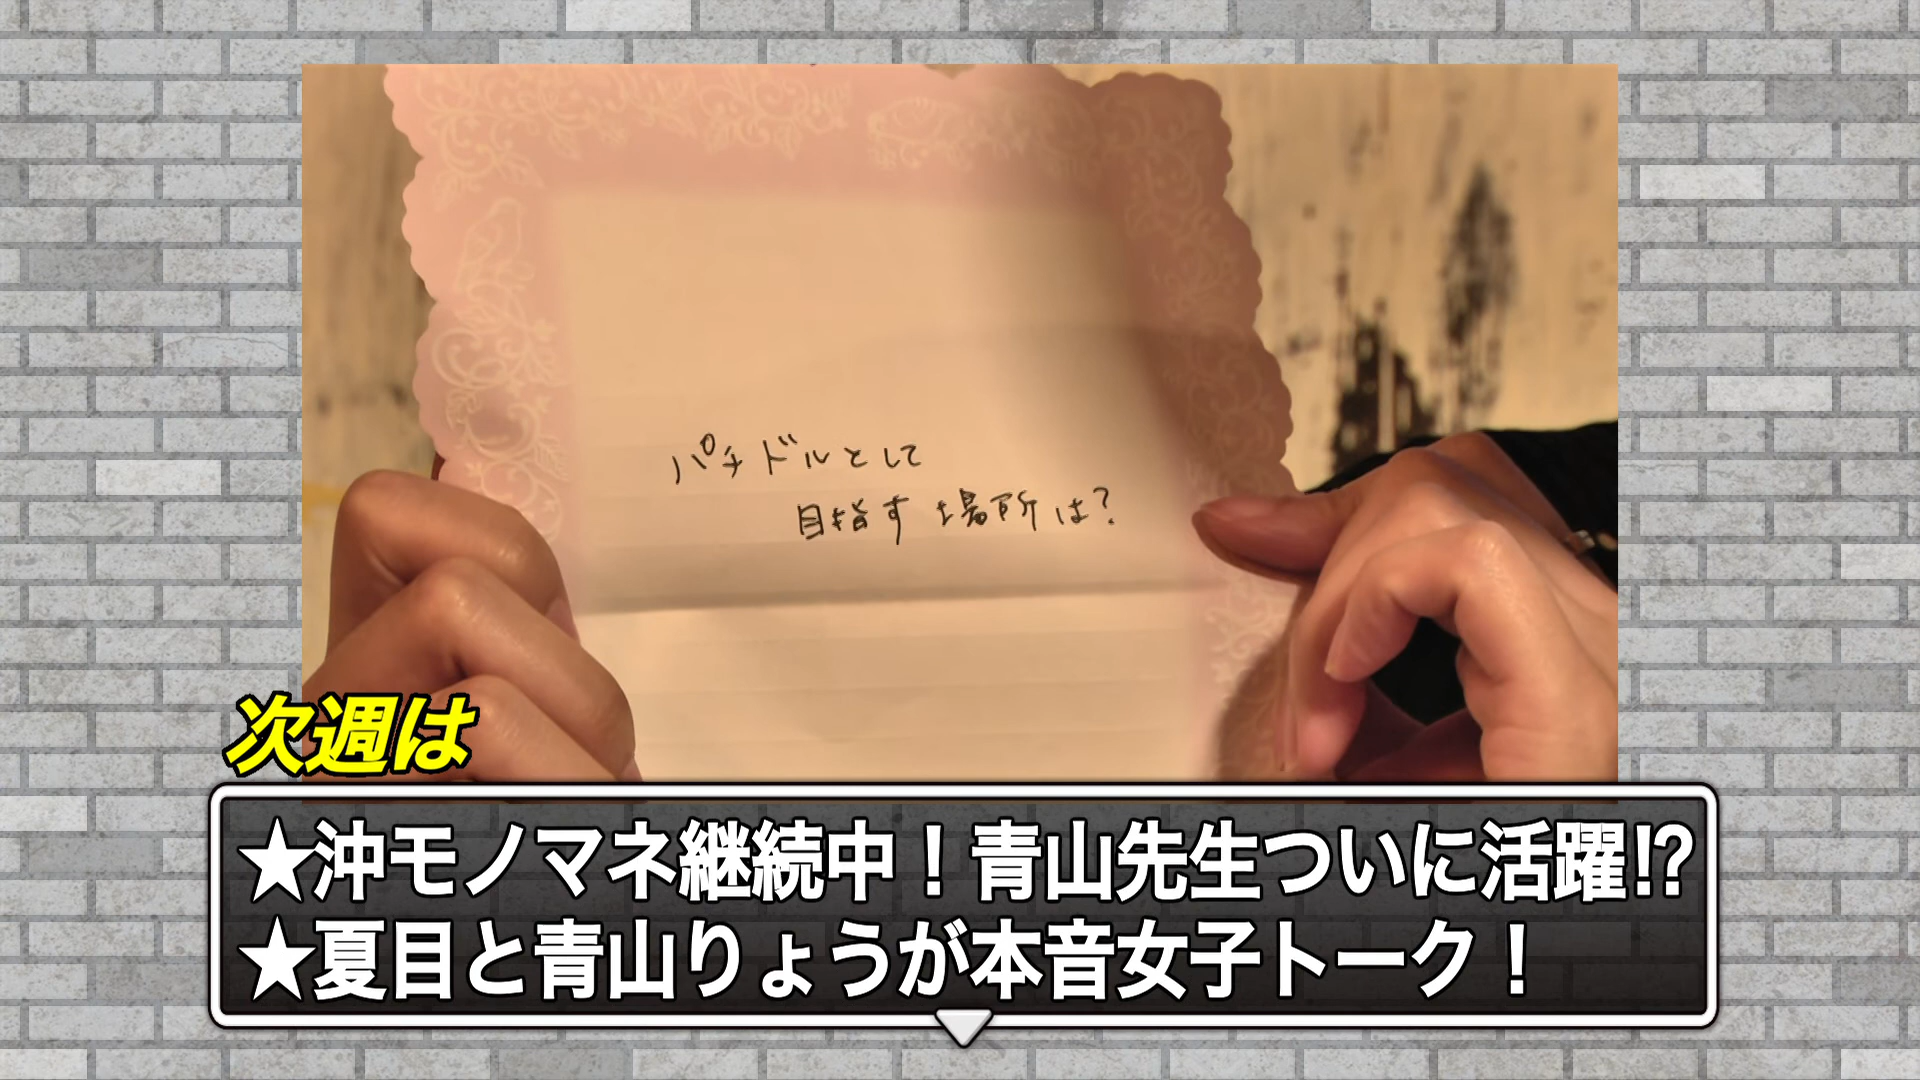 パチドルとして
目指す場所は?
次週は
★沖モノマネ継続中！青山先生ついに活躍!?
★夏目と青山りょうが本音女子トーク！